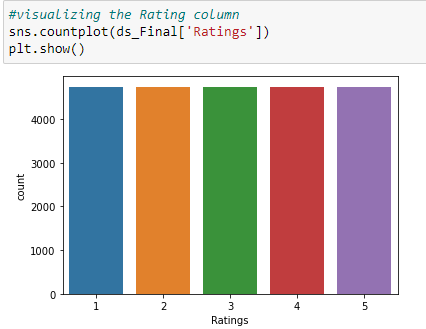 #visualizing the Rating column
sns.countplot(ds_Final['Ratings'])
plt.show()
4000
3000
2000
1000
0
count
1 2 3 4 5
Ratings